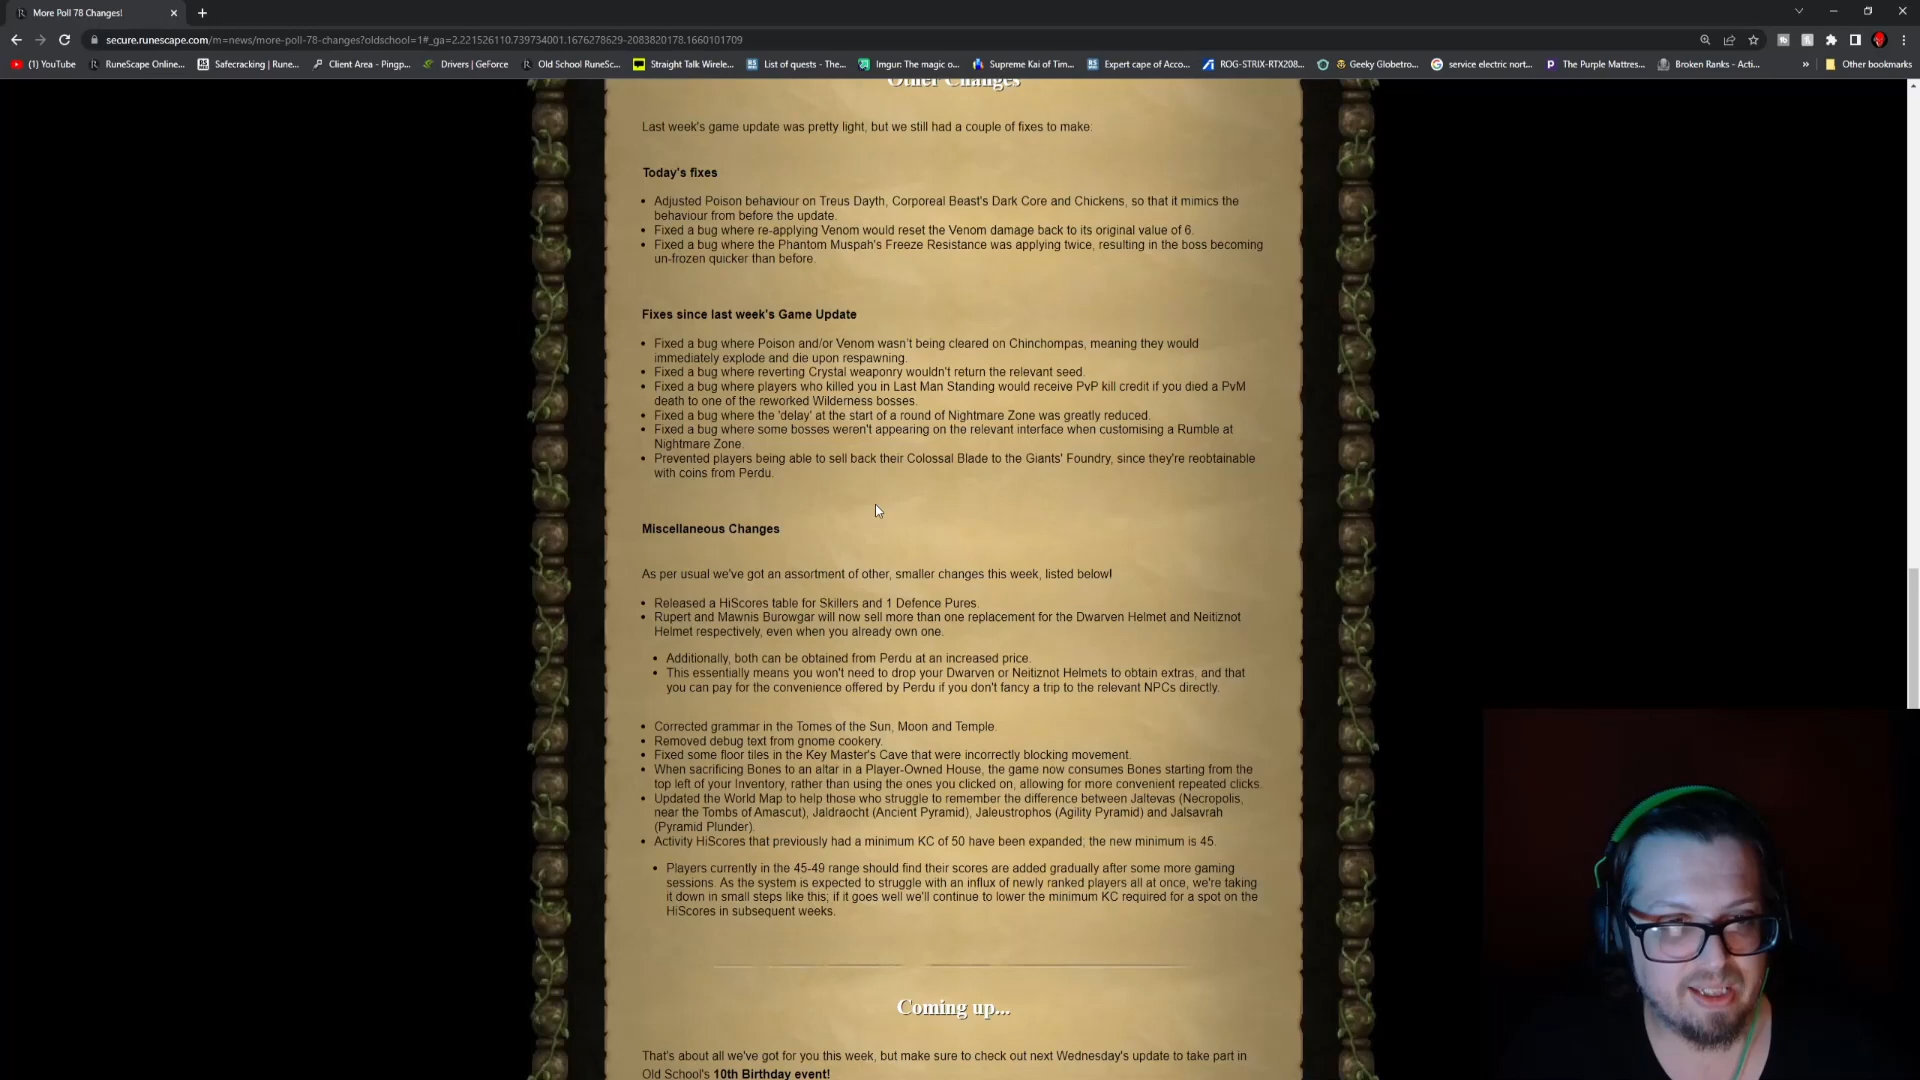 More Poll 78 Changes!
secure.runescape.com/m=news/more-poll-78-changes?oldschool=1#_ga=2.221526110.739734001.1676278629-2083820178.1660101709
(1) YouTube
RuneScape Online...
Safecracking | Rune...
Client Area - Pingp...
Drivers | GeForce
Old School RuneSc...
Straight Talk Wirele...
List of quests - The...
Imgur: The magic o...
Supreme Kai of Tim...
Expert cape of Acco...
ROG-STRIX-RTX208...
Geeky Globetro...
service electric nort...
The Purple Mattres...
Broken Ranks - Acti...
Other bookmarks
Other Changes
Last week's game update was pretty light, but we still had a couple of fixes to make:
Today's fixes
• Adjusted Poison behaviour on Treus Dayth, Corporeal Beast's Dark Core and Chickens, so that it mimics the
behaviour from before the update.
• Fixed a bug where re-applying Venom would reset the Venom damage back to its original value of 6.
• Fixed a bug where the Phantom Muspah's Freeze Resistance was applying twice, resulting in the boss becoming
un-frozen quicker than before.
Fixes since last week's Game Update
• Fixed a bug where Poison and/or Venom wasn't being cleared on Chinchompas, meaning they would
immediately explode and die upon respawning.
• Fixed a bug where reverting Crystal weaponry wouldn't return the relevant seed.
• Fixed a bug where players who killed you in Last Man Standing would receive PvP kill credit if you died a PvM
death to one of the reworked Wilderness bosses.
• Fixed a bug where the 'delay' at the start of a round of Nightmare Zone was greatly reduced.
• Fixed a bug where some bosses weren't appearing on the relevant interface when customising a Rumble at
Nightmare Zone.
• Prevented players being able to sell back their Colossal Blade to the Giants' Foundry, since they're reobtainable
with coins from Perdu.
Miscellaneous Changes
As per usual we've got an assortment of other, smaller changes this week, listed below!
• Released a HiScores table for Skillers and 1 Defence Pures.
• Rupert and Mawnis Burowgar will now sell more than one replacement for the Dwarven Helmet and Neitiznot
Helmet respectively, even when you already own one.
• Additionally, both can be obtained from Perdu at an increased price.
• This essentially means you won't need to drop your Dwarven or Neitiznot Helmets to obtain extras, and that
you can pay for the convenience offered by Perdu if you don't fancy a trip to the relevant NPCs directly.
• Corrected grammar in the Tomes of the Sun, Moon and Temple.
• Removed debug text from gnome cookery.
• Fixed some floor tiles in the Key Master's Cave that were incorrectly blocking movement.
• When sacrificing Bones to an altar in a Player-Owned House, the game now consumes Bones starting from the
top left of your Inventory, rather than using the ones you clicked on, allowing for more convenient repeated clicks.
• Updated the World Map to help those who struggle to remember the difference between Jaltevas (Necropolis,
near the Tombs of Amascut), Jaldraocht (Ancient Pyramid), Jaleustrophos (Agility Pyramid) and Jalsavrah
(Pyramid Plunder).
• Activity HiScores that previously had a minimum KC of 50 have been expanded; the new minimum is 45.
• Players currently in the 45-49 range should find their scores are added gradually after some more gaming
sessions. As the system is expected to struggle with an influx of newly ranked players all at once, we're taking
it down in small steps like this; if it goes well we'll continue to lower the minimum KC required for a spot on the
HiScores in subsequent weeks.
Coming up...
That's about all we've got for you this week, but make sure to check out next Wednesday's update to take part in
Old School's 10th Birthday event!